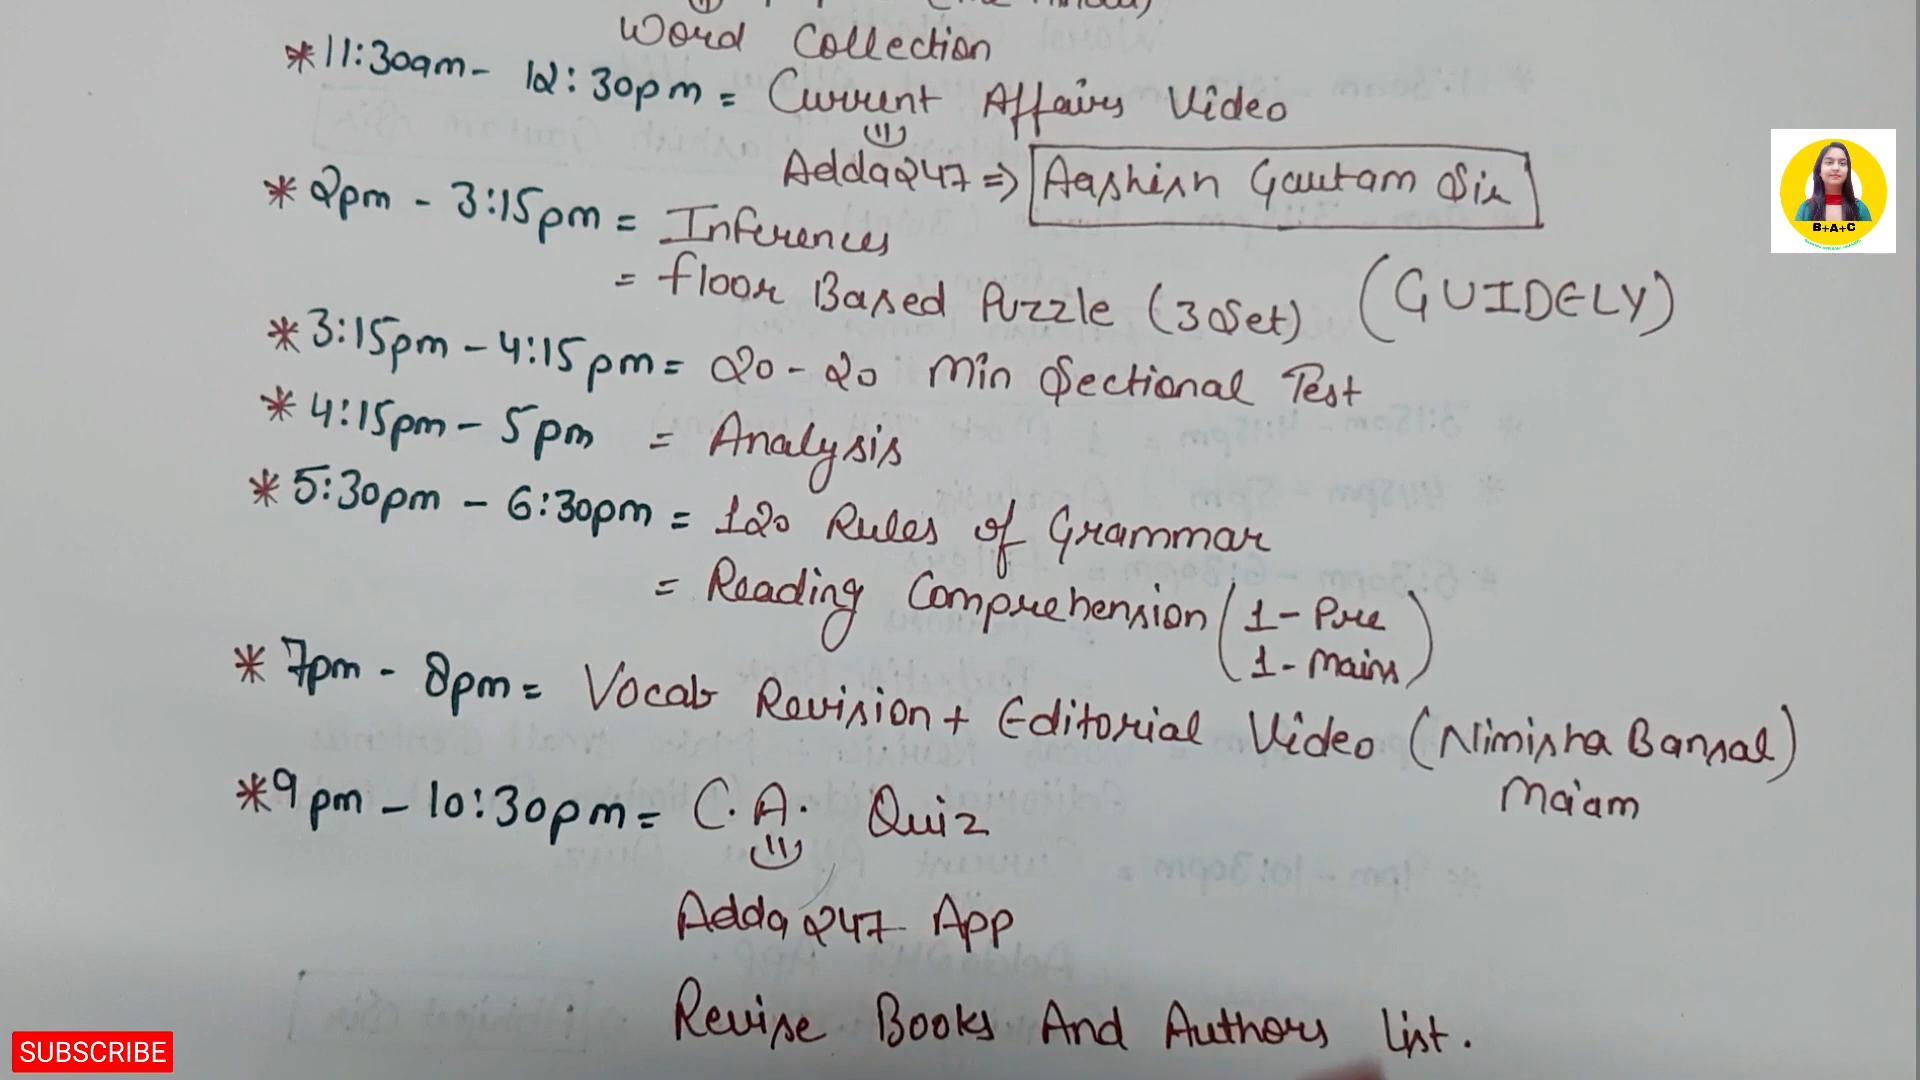 Word Collection
*11:30am - 12:30pm = Current Affairs Video
Adda247 => Aashish Gautam Sir
* 2pm - 3:15pm = Inferences
= Floor Based Puzzle (30Set) (GUIDELY)
*3:15pm - 4:15pm = 20-20 Min Sectional Test
* 4:15pm - 5pm = Analysis
* 5:30pm - 6:30pm = 120 Rules of Grammar
= Reading Comprehension (1- Pre
1- Mains)
* 7pm - 8pm = Vocab Revision + Editorial Video (Nimisha Bansal)
Ma'am
*9pm - 10:30pm = C.A. Quiz
Adda247 App
Revise Books And Authors list.
B+A+C
SUBSCRIBE